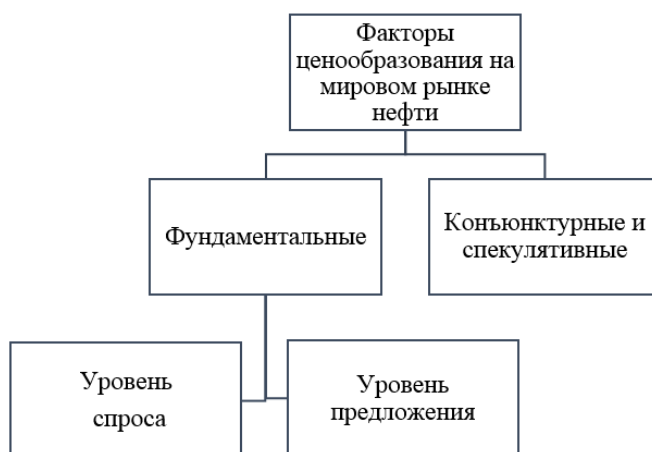 Факторы
ценообразования на
мировом рынке
нефти
Фундаментальные
Конъюнктурные и
спекулятивные
Уровень
спроса
Уровень
предложения